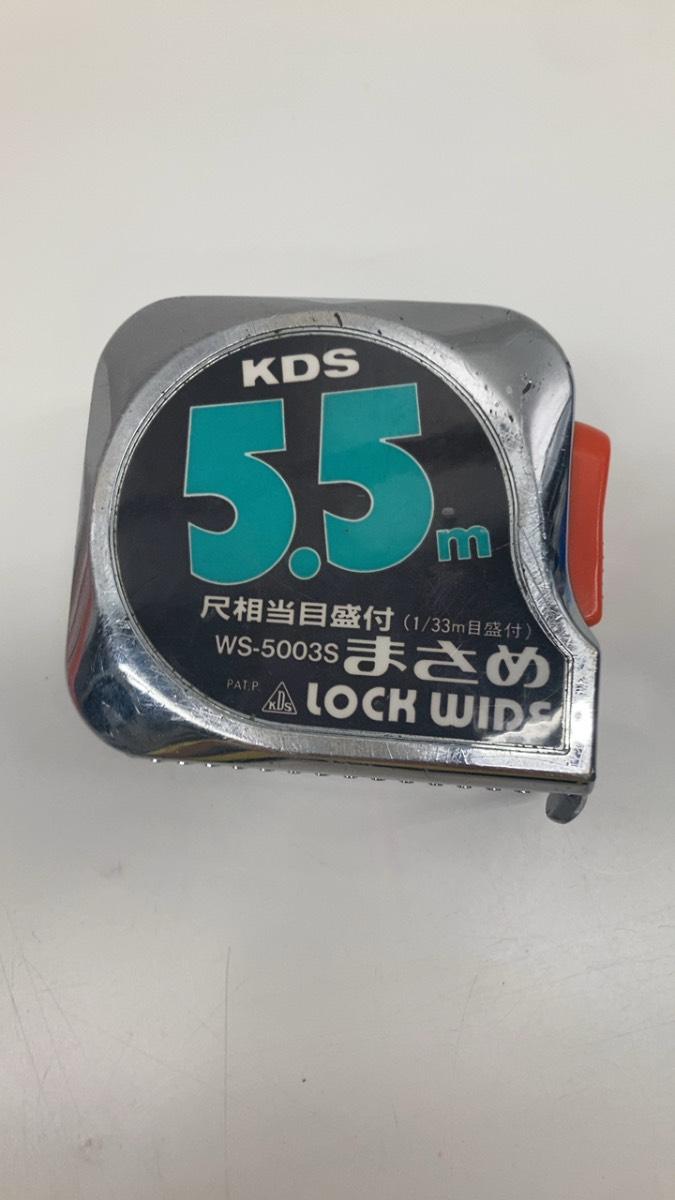 KDS
5.5m
尺相当目盛付 (1/33m目盛付)
WS-5003S まさめ
PAT.P. KDS LOCK WIDE